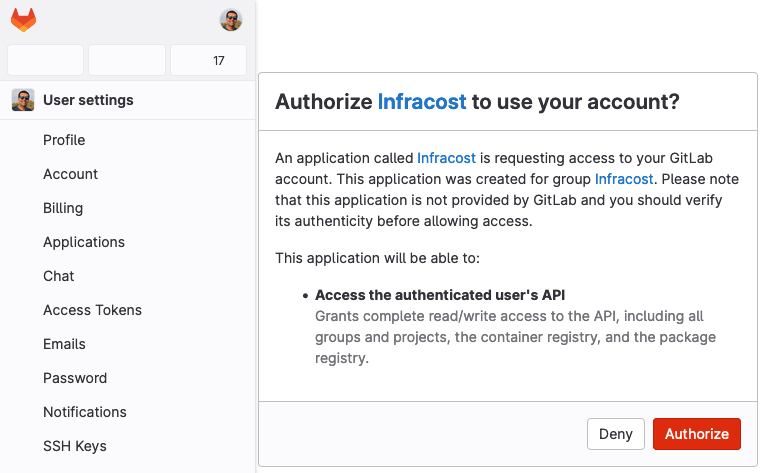 17
User settings
Profile
Account
Billing
Applications
Chat
Access Tokens
Emails
Password
Notifications
SSH Keys
Authorize Infracost to use your account?
An application called Infracost is requesting access to your GitLab
account. This application was created for group Infracost. Please note
that this application is not provided by GitLab and you should verify
its authenticity before allowing access.
This application will be able to:
• Access the authenticated user's API
Grants complete read/write access to the API, including all
groups and projects, the container registry, and the package
registry.
Deny
Authorize